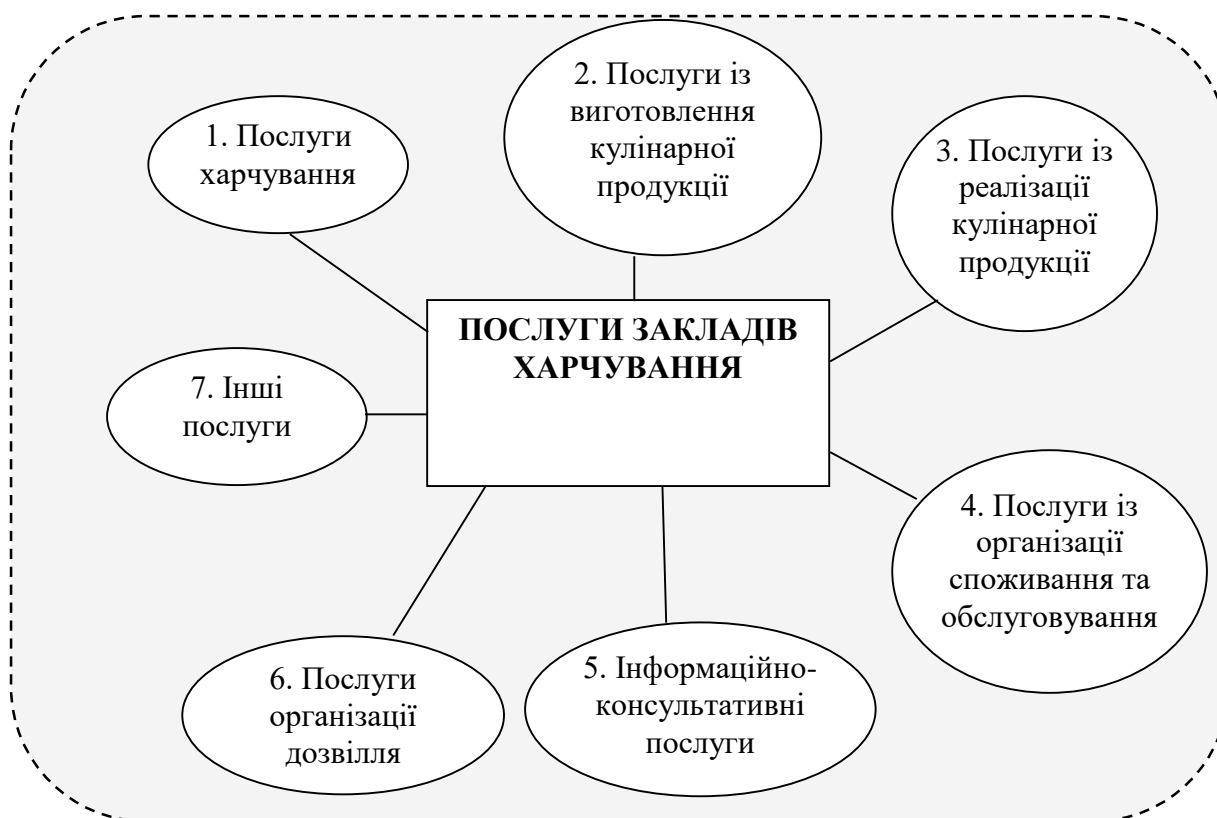 1. Послуги
харчування
2. Послуги із
виготовлення
кулінарної
продукції
3. Послуги із
реалізації
кулінарної
продукції
ПОСЛУГИ ЗАКЛАДІВ
ХАРЧУВАННЯ
7. Інші
послуги
4. Послуги із
організації
споживання та
обслуговування
6. Послуги
організації
дозвілля
5. Інформаційно-
консультативні
послуги